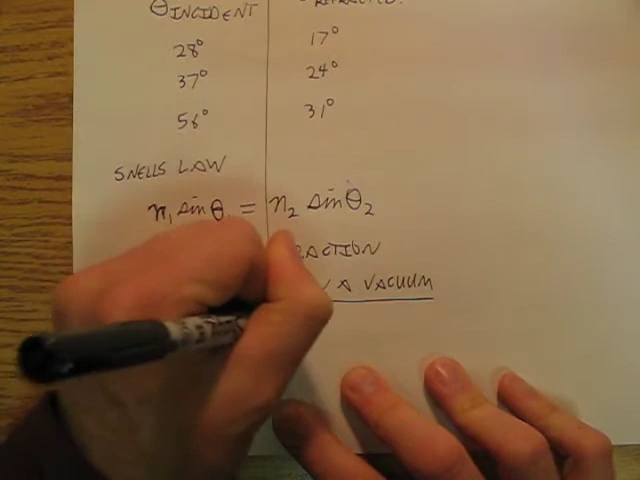 θINCIDENT
28° 17°
37° 24°
56° 31°
SNELLS LAW
n₁ sin θ₁ = n₂ sin θ₂
A VACUUM